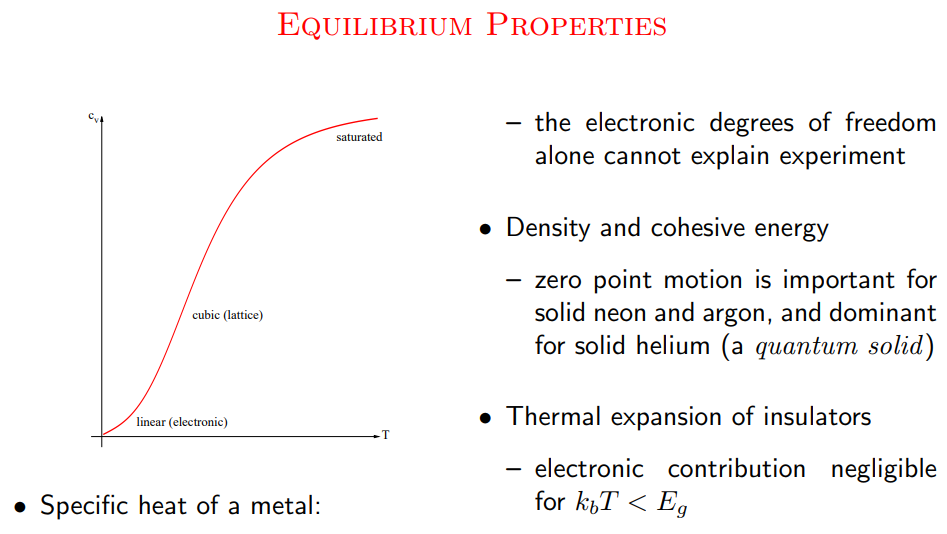 Equilibrium Properties
cv
saturated
cubic (lattice)
linear (electronic)
T
• Specific heat of a metal:
– the electronic degrees of freedom
alone cannot explain experiment
• Density and cohesive energy
– zero point motion is important for
solid neon and argon, and dominant
for solid helium (a quantum solid)
• Thermal expansion of insulators
– electronic contribution negligible
for k_bT < E_g